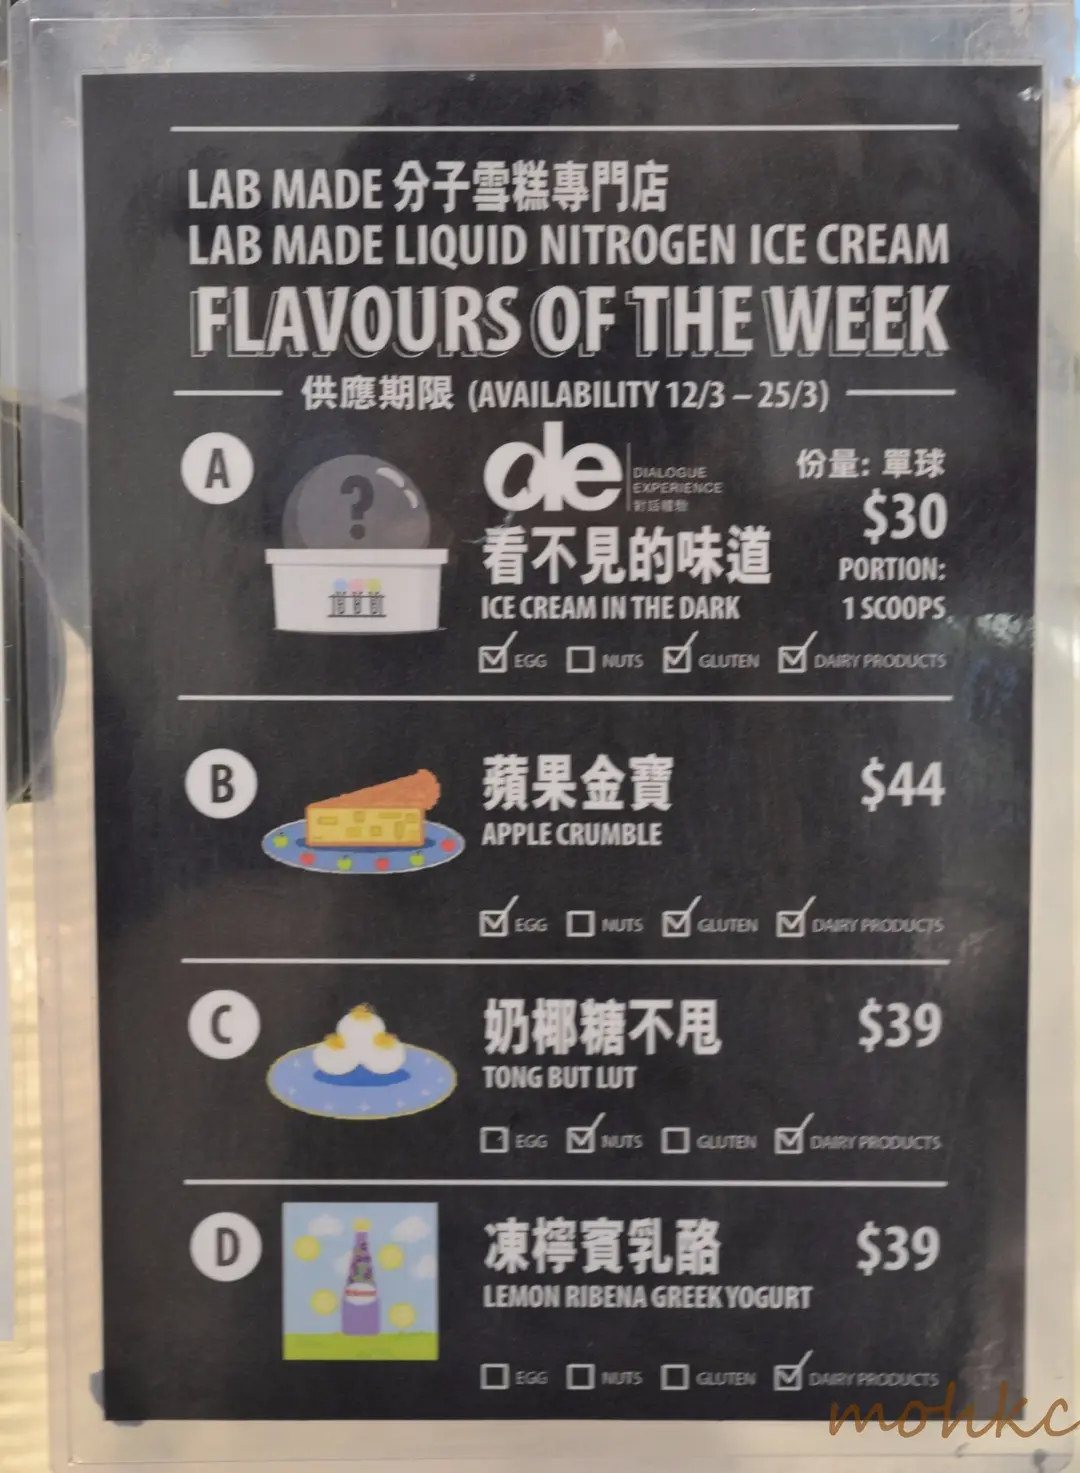 LAB MADE 分子雪糕專門店
LAB MADE LIQUID NITROGEN ICE CREAM
FLAVOURS OF THE WEEK
供應期限 (AVAILABILITY 12/3 – 25/3)
A
?
de
DIALOGUE
EXPERIENCE
對話體驗
看不見的味道
ICE CREAM IN THE DARK
份量: 單球
$30
PORTION:
1 SCOOPS
EGG NUTS GLUTEN DAIRY PRODUCTS
B
蘋果金寶
APPLE CRUMBLE
$44
EGG NUTS GLUTEN DAIRY PRODUCTS
C
奶椰糖不甩
TONG BUT LUT
$39
EGG NUTS GLUTEN DAIRY PRODUCTS
D
凍檸賓乳酪
LEMON RIBENA GREEK YOGURT
$39
EGG NUTS GLUTEN DAIRY PRODUCTS
mohkc